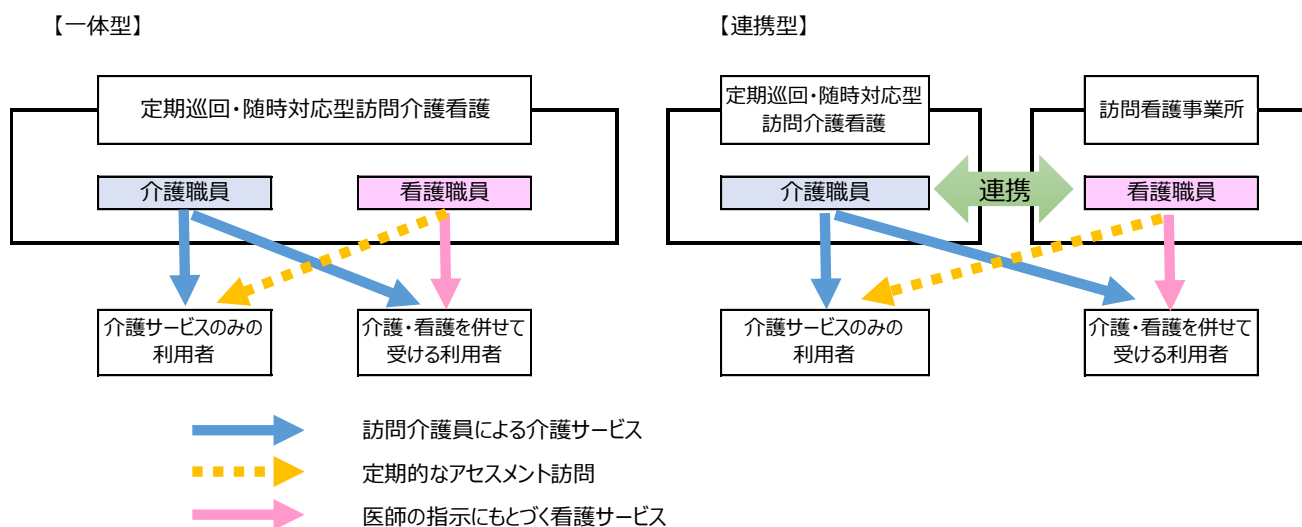 【一体型】
定期巡回・随時対応型訪問介護看護
介護職員
看護職員
介護サービスのみの
利用者
介護・看護を併せて
受ける利用者
【連携型】
定期巡回・随時対応型
訪問介護看護
訪問看護事業所
介護職員
連携
看護職員
介護サービスのみの
利用者
介護・看護を併せて
受ける利用者
訪問介護員による介護サービス
定期的なアセスメント訪問
医師の指示にもとづく看護サービス